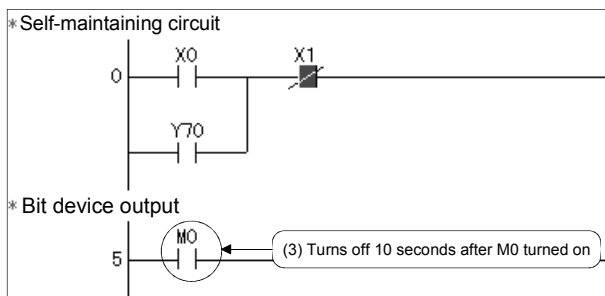 *Self-maintaining circuit
X0 X1
0
Y70
* Bit device output
M0
5 (3) Turns off 10 seconds after M0 turned on